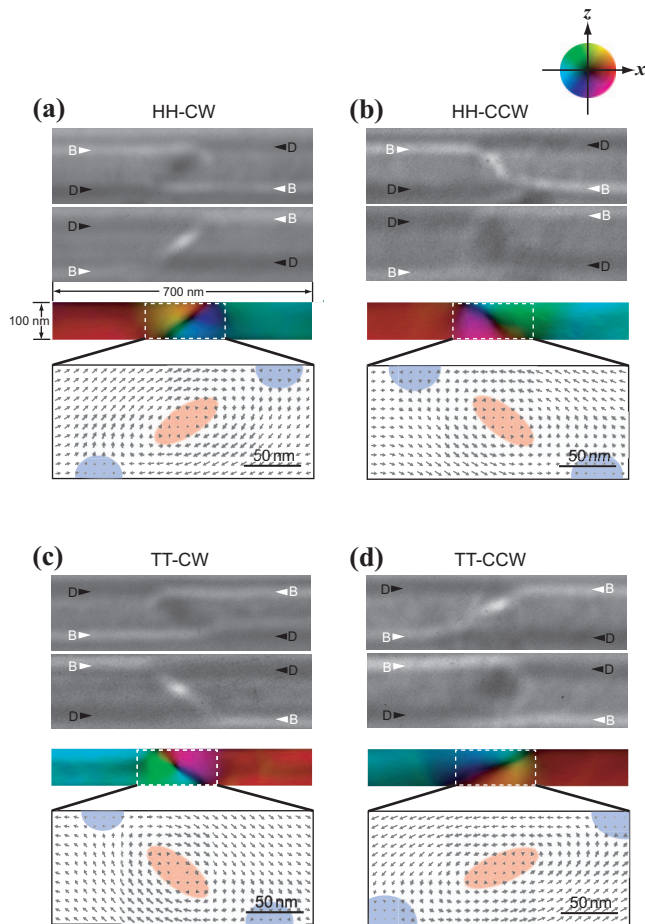 z
x
(a)
HH-CW
B D
D B
D B
B D
700 nm
100 nm
50 nm
(b)
HH-CCW
B D
D B
D B
B D
50 nm
(c)
TT-CW
D B
B D
B D
D B
50 nm
(d)
TT-CCW
D B
B D
B D
D B
50 nm